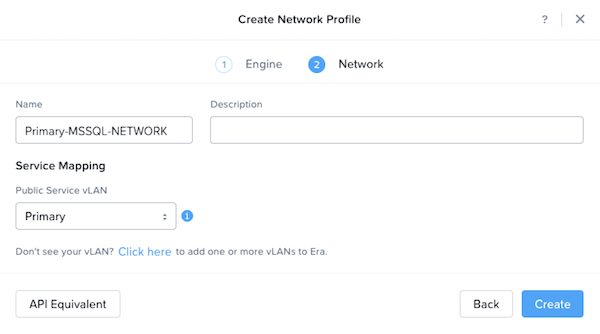 Create Network Profile
?
1 Engine 2 Network
Name Description
Primary-MSSQL-NETWORK
Service Mapping
Public Service vLAN
Primary
Don't see your vLAN? Click here to add one or more vLANs to Era.
API Equivalent Back Create